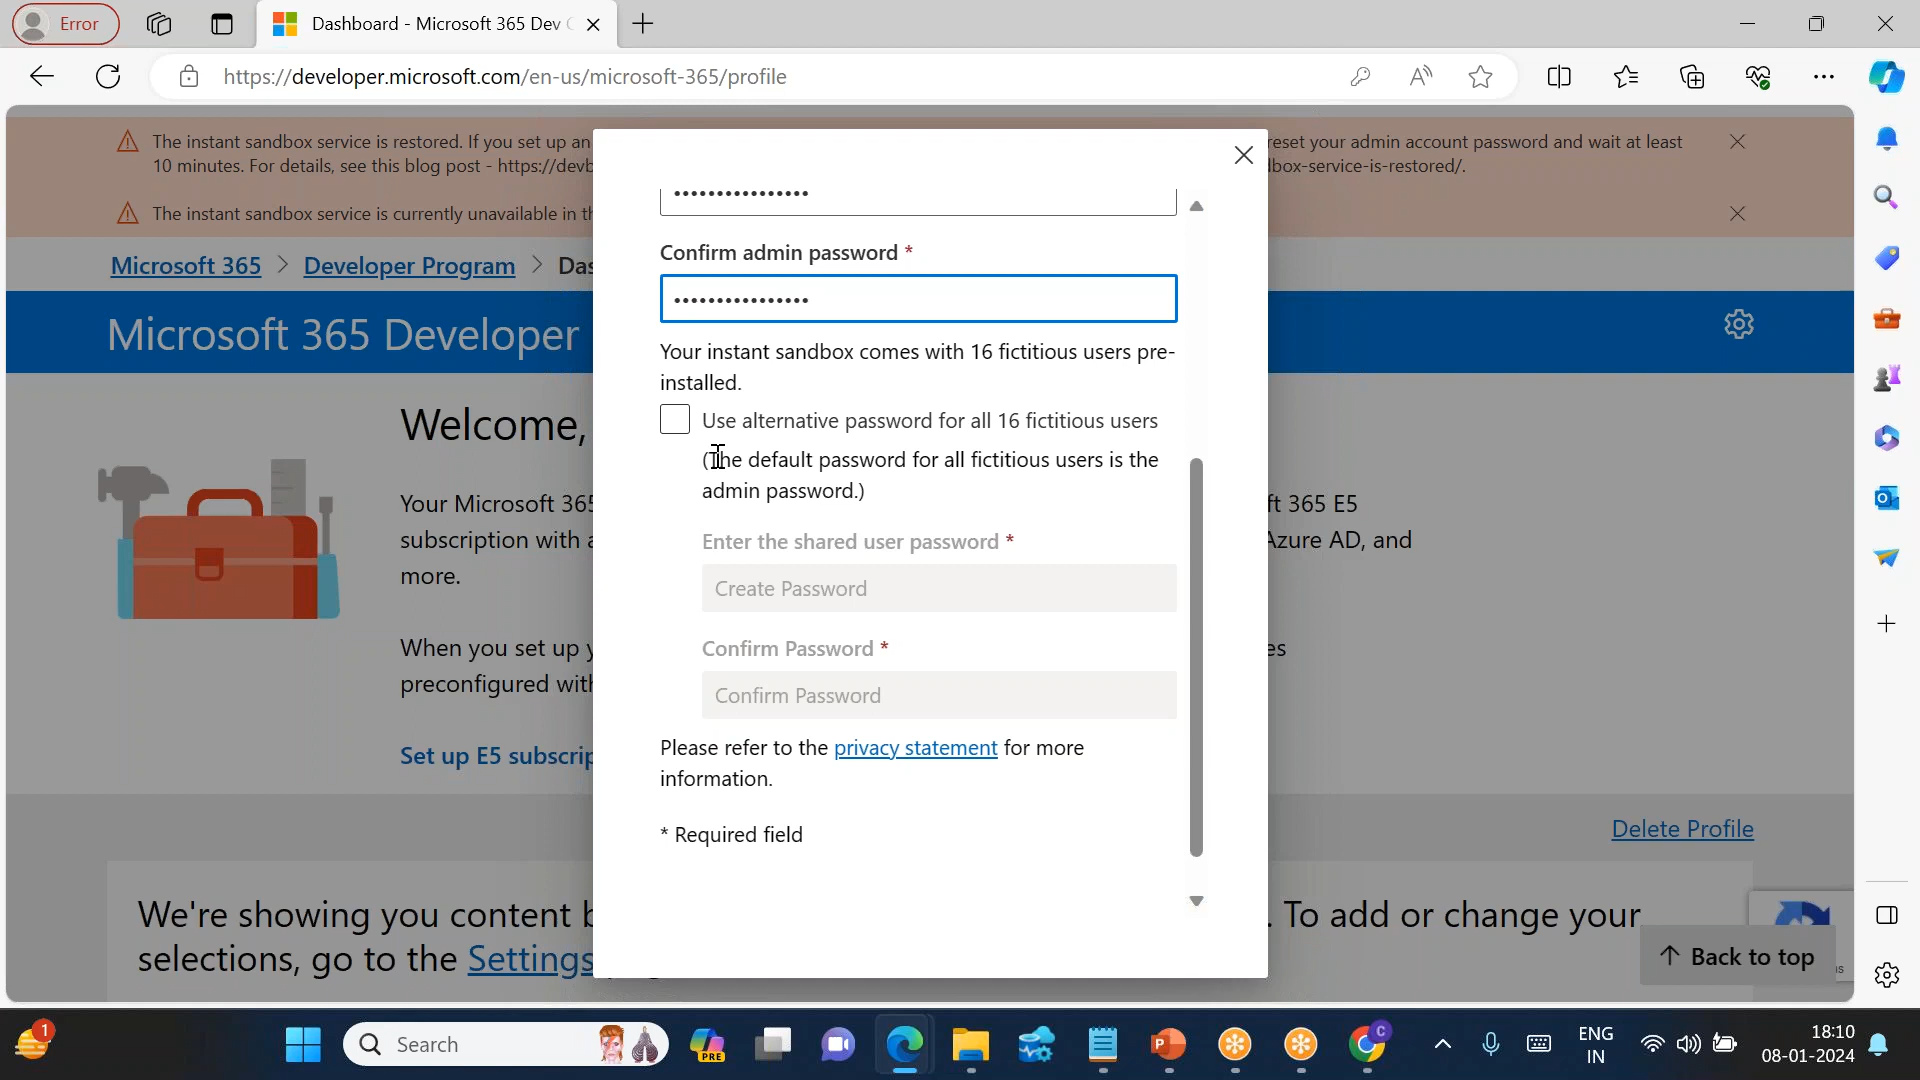 Error
Dashboard - Microsoft 365 Dev
https://developer.microsoft.com/en-us/microsoft-365/profile
The instant sandbox service is restored. If you set up an
reset your admin account password and wait at least
10 minutes. For details, see this blog post - https://devb
box-service-is-restored/.
The instant sandbox service is currently unavailable in th
Microsoft 365 > Developer Program > Das
Microsoft 365 Developer
••••••••••••••••
Confirm admin password *
••••••••••••••••
Your instant sandbox comes with 16 fictitious users pre-
installed.
Use alternative password for all 16 fictitious users
(The default password for all fictitious users is the
admin password.)
Enter the shared user password *
Create Password
Confirm Password *
Confirm Password
Please refer to the privacy statement for more
information.
* Required field
Welcome,
Your Microsoft 365
ft 365 E5
subscription with a
Azure AD, and
more.
When you set up y
es
preconfigured with
Set up E5 subscrip
Delete Profile
We're showing you content b
. To add or change your
selections, go to the Settings
Back to top
1
Search
PRE
C
ENG
IN
18:10
08-01-2024